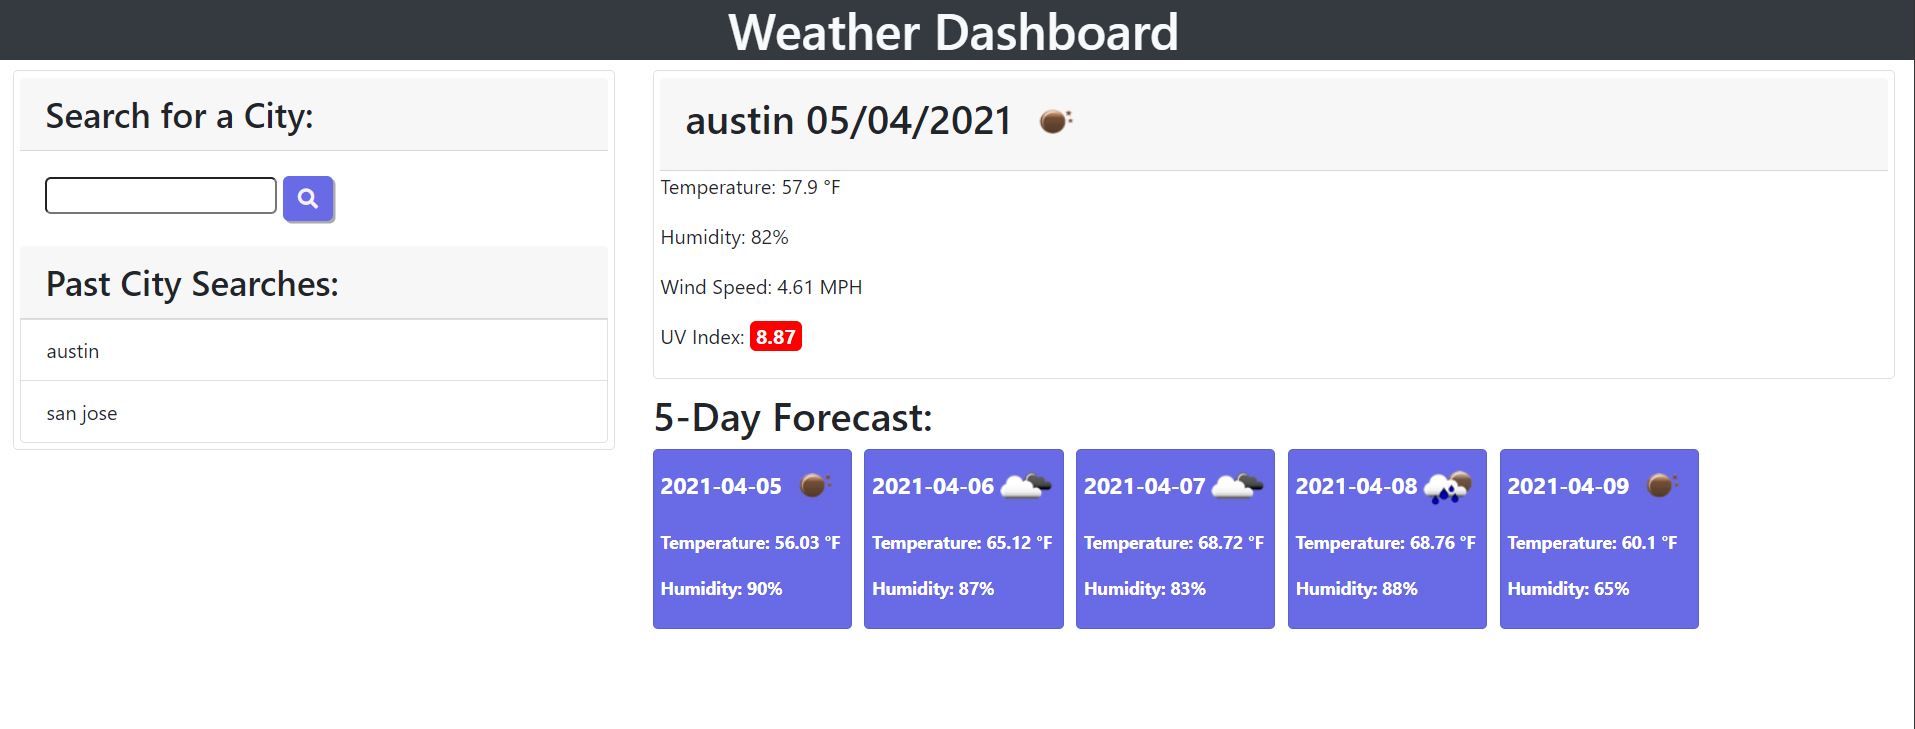 Weather Dashboard
Search for a City:
Past City Searches:
austin
san jose
austin 05/04/2021
Temperature: 57.9 °F
Humidity: 82%
Wind Speed: 4.61 MPH
UV Index: 8.87
5-Day Forecast:
2021-04-05
Temperature: 56.03 °F
Humidity: 90%
2021-04-06
Temperature: 65.12 °F
Humidity: 87%
2021-04-07
Temperature: 68.72 °F
Humidity: 83%
2021-04-08
Temperature: 68.76 °F
Humidity: 88%
2021-04-09
Temperature: 60.1 °F
Humidity: 65%